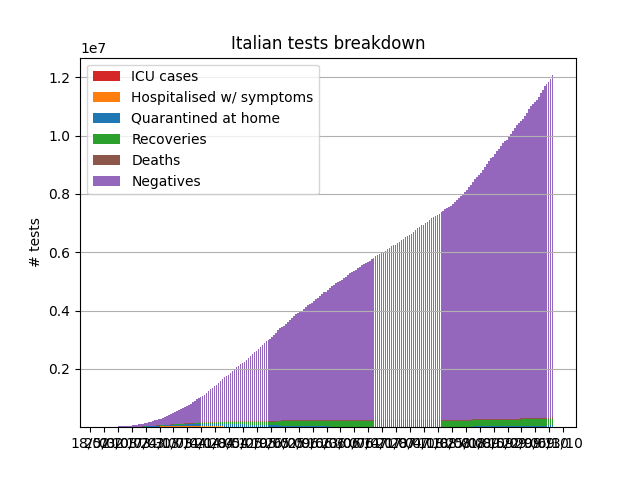 Italian tests breakdown
1e7
ICU cases
Hospitalised w/ symptoms
Quarantined at home
Recoveries
Deaths
Negatives
1.2
1.0
0.8
0.6
0.4
0.2
# tests